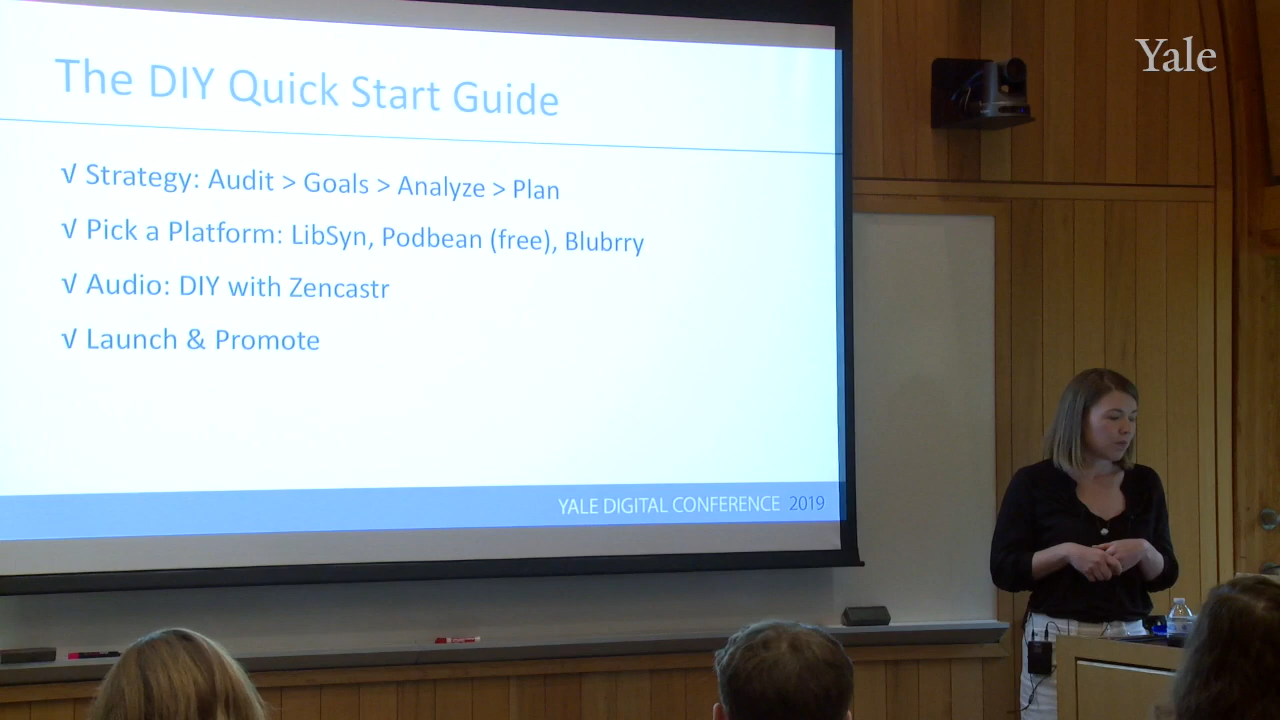 Yale
The DIY Quick Start Guide
√ Strategy: Audit > Goals > Analyze > Plan
√ Pick a Platform: LibSyn, Podbean (free), Blubrry
√ Audio: DIY with Zencastr
√ Launch & Promote
YALE DIGITAL CONFERENCE 2019